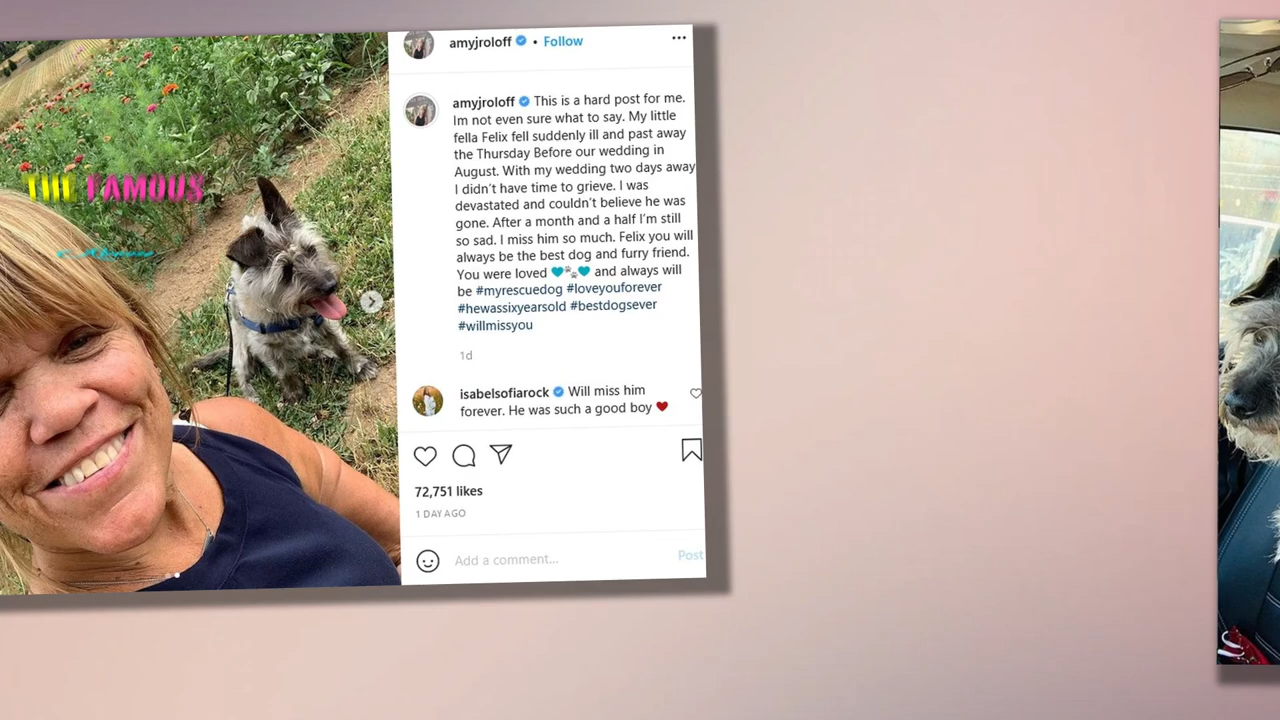 THE FAMOUS
amyjroloff • Follow
amyjroloff This is a hard post for me.
Im not even sure what to say. My little
fella Felix fell suddenly ill and past away
the Thursday Before our wedding in
August. With my wedding two days away
I didn't have time to grieve. I was
devastated and couldn't believe he was
gone. After a month and a half I'm still
so sad. I miss him so much. Felix you will
always be the best dog and furry friend.
You were loved 🩵🐾🩵 and always will
be #myrescuedog #loveyouforever
#hewassixyearsold #bestdogsever
#willmissyou
1d
isabelsofiarock Will miss him
forever. He was such a good boy ❤️
72,751 likes
1 DAY AGO
Add a comment... Post